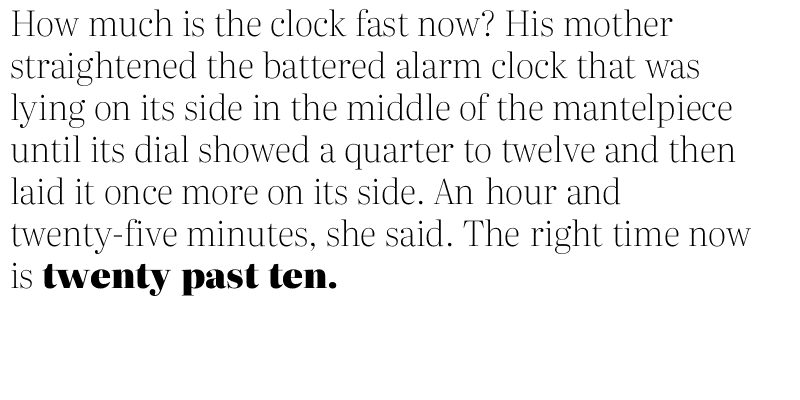 How much is the clock fast now? His mother
straightened the battered alarm clock that was
lying on its side in the middle of the mantelpiece
until its dial showed a quarter to twelve and then
laid it once more on its side. An hour and
twenty-five minutes, she said. The right time now
is twenty past ten.